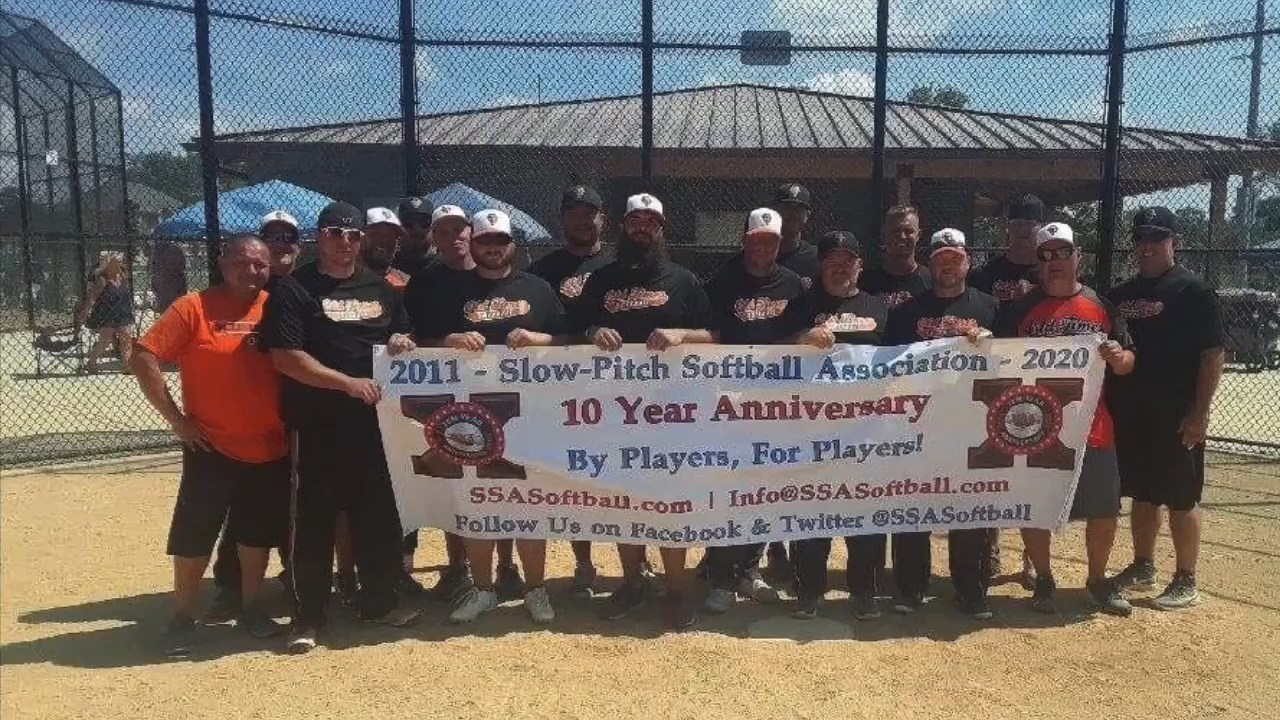 2011 - Slow-Pitch Softball Association - 2020
10 Year Anniversary
By Players, For Players!
SSASoftball.com | Info@SSASoftball.com
Follow Us on Facebook & Twitter @SSASoftball